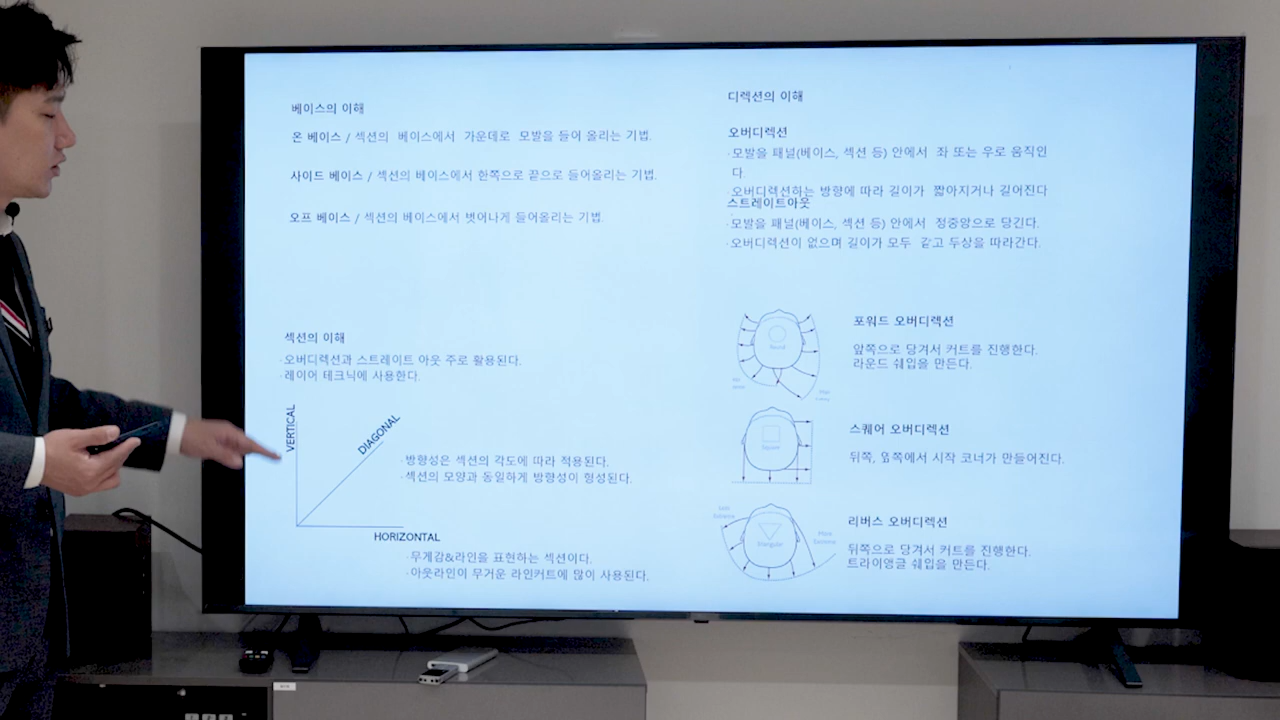 베이스의 이해
온 베이스 / 섹션의 베이스에서 가운데로 모발을 들어 올리는 기법.
사이드 베이스 / 섹션의 베이스에서 한쪽으로 끝으로 들어올리는 기법.
오프 베이스 / 섹션의 베이스에서 벗어나게 들어올리는 기법.
섹션의 이해
·오버디렉션과 스트레이트 아웃 주로 활용된다.
·레이어 테크닉에 사용한다.
VERTICAL
DIAGONAL
·방향성은 섹션의 각도에 따라 적용된다.
·섹션의 모양과 동일하게 방향성이 형성된다.
HORIZONTAL
·무게감&라인을 표현하는 섹션이다.
·아웃라인이 무거운 라인커트에 많이 사용된다.
디렉션의 이해
오버디렉션
·모발을 패널(베이스, 섹션 등) 안에서 좌 또는 우로 움직인
다.
·오버디렉션하는 방향에 따라 길이가 짧아지거나 길어진다
스트레이트아웃
·모발을 패널(베이스, 섹션 등) 안에서 정중앙으로 당긴다.
·오버디렉션이 없으며 길이가 모두 같고 두상을 따라간다.
Round
포워드 오버디렉션
앞쪽으로 당겨서 커트를 진행한다.
라운드 쉐입을 만든다.
Square
스퀘어 오버디렉션
뒤쪽, 옆쪽에서 시작 코너가 만들어진다.
Triangular
리버스 오버디렉션
뒤쪽으로 당겨서 커트를 진행한다.
트라이앵글 쉐입을 만든다.